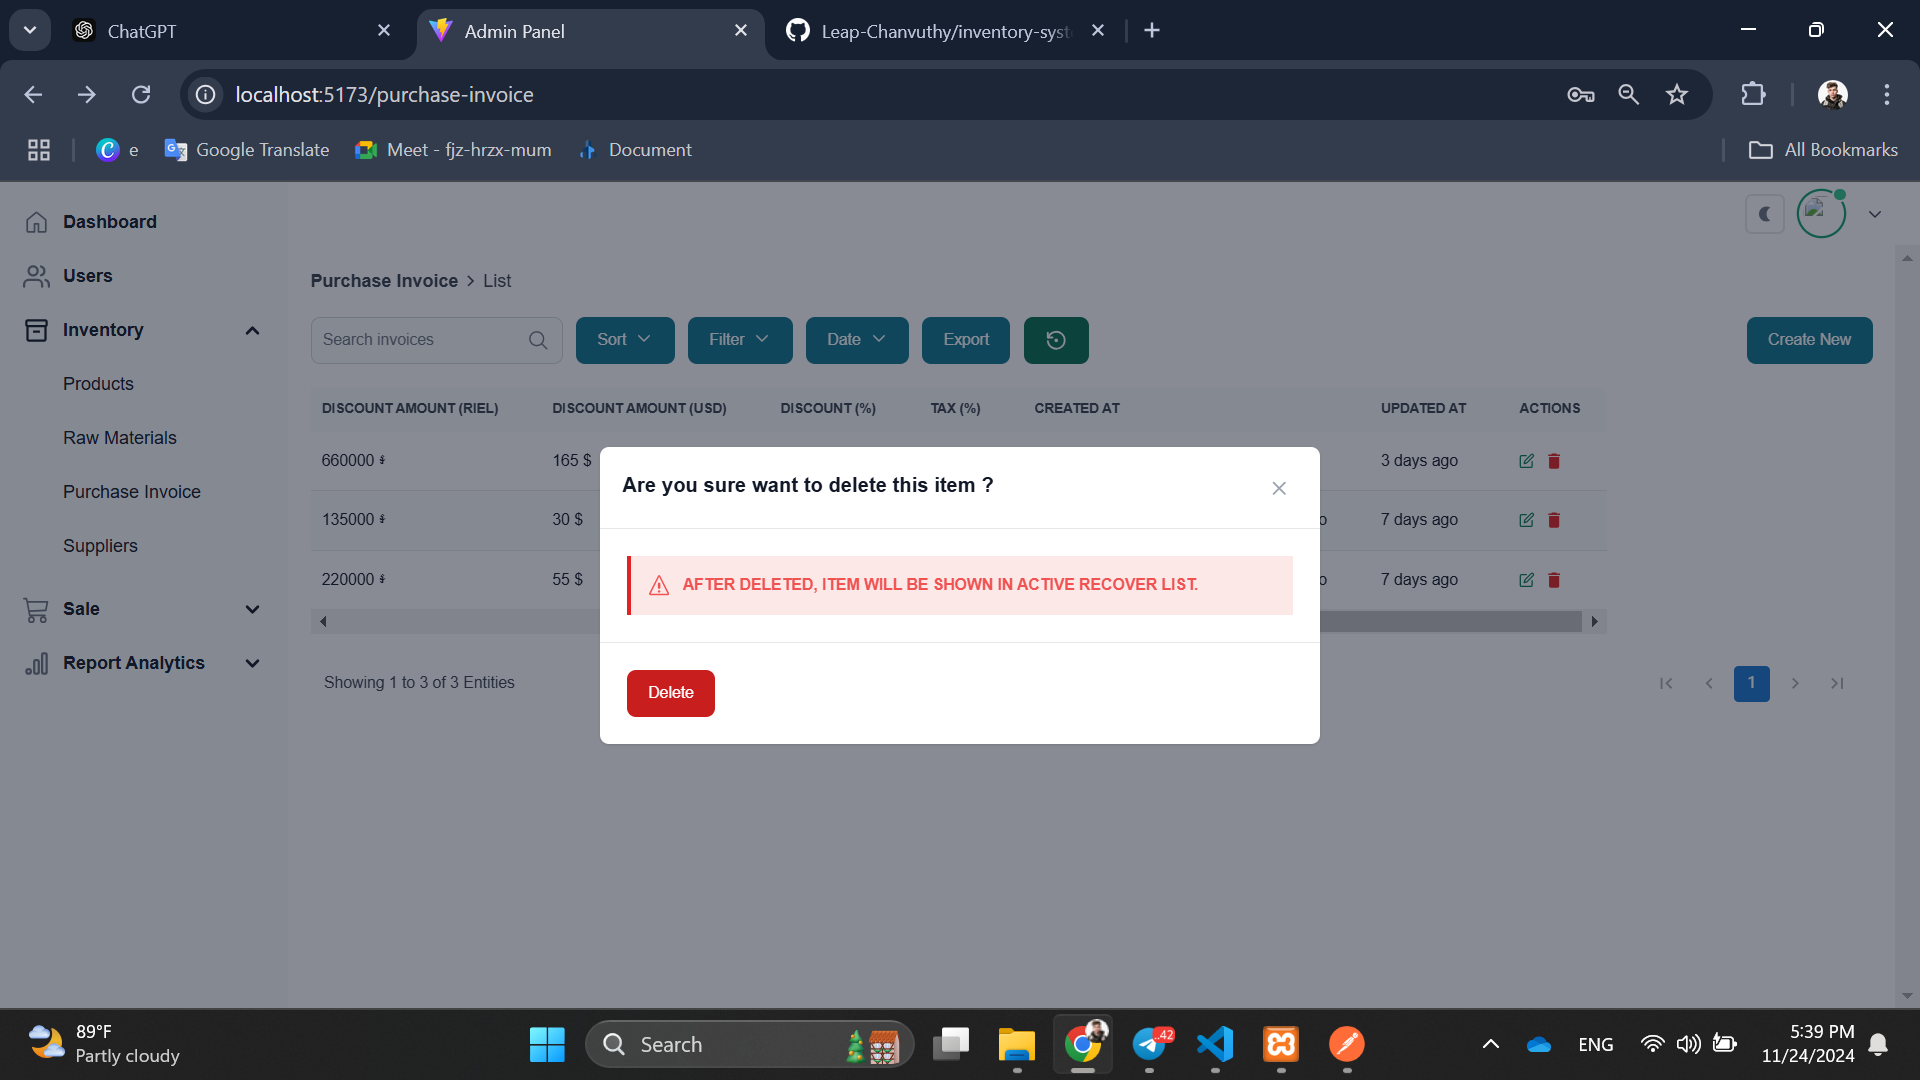 ChatGPT
Admin Panel
Leap-Chanvuthy/inventory-syst
localhost:5173/purchase-invoice
e
Google Translate
Meet - fjz-hrzx-mum
Document
All Bookmarks
Dashboard
Users
Inventory
Products
Raw Materials
Purchase Invoice
Suppliers
Sale
Report Analytics
Purchase Invoice > List
Search invoices
Sort
Filter
Date
Export
Create New
DISCOUNT AMOUNT (RIEL) DISCOUNT AMOUNT (USD) DISCOUNT (%) TAX (%) CREATED AT UPDATED AT ACTIONS
660000 ៛ 165 $ 3 days ago
135000 ៛ 30 $ o 7 days ago
220000 ៛ 55 $ o 7 days ago
Showing 1 to 3 of 3 Entities
1
Are you sure want to delete this item ?
AFTER DELETED, ITEM WILL BE SHOWN IN ACTIVE RECOVER LIST.
Delete
89°F
Partly cloudy
Search
..42
ENG
5:39 PM
11/24/2024